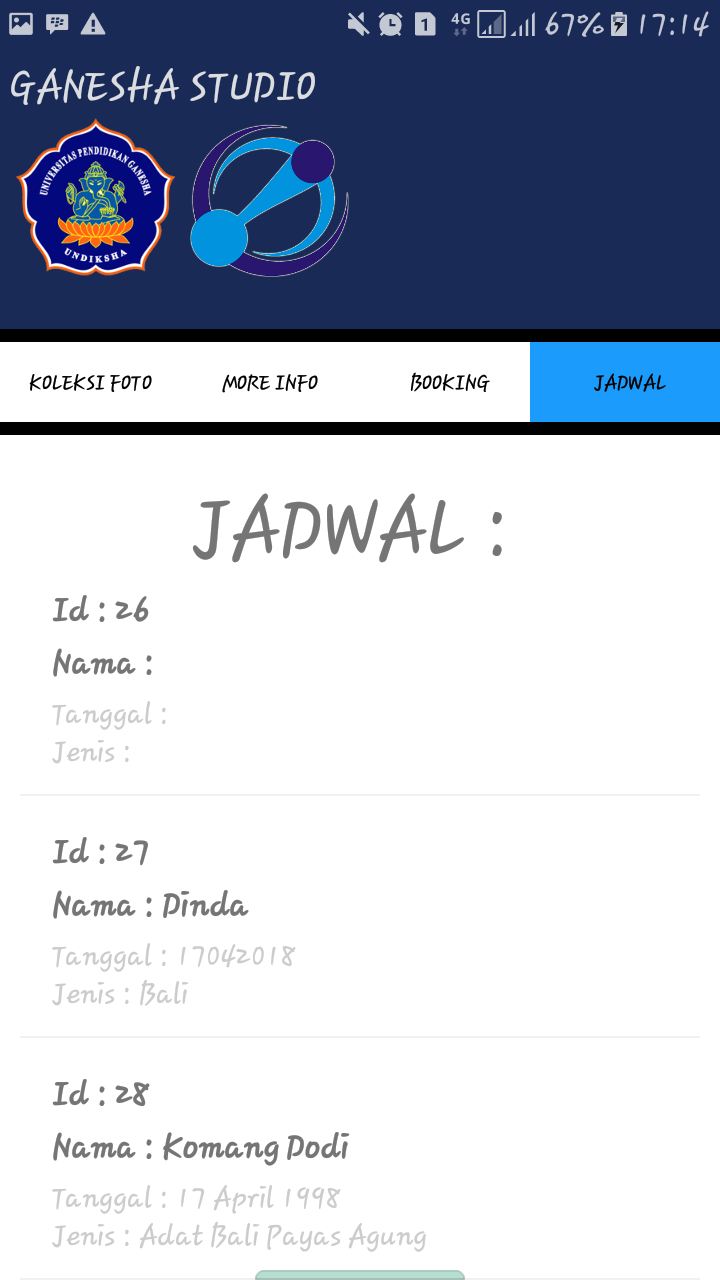 4G 1 67% 17:14
GANESHA STUDIO
UNIVERSITAS PENDIDIKAN GANESHA
UNDIKSHA
KOLEKSI FOTO MORE INFO BOOKING JADWAL
JADWAL :
Id : 26
Nama :
Tanggal :
Jenis :
Id : 27
Nama : Dinda
Tanggal : 17042018
Jenis : Bali
Id : 28
Nama : Komang Dodi
Tanggal : 17 April 1998
Jenis : Adat Bali Payas Agung